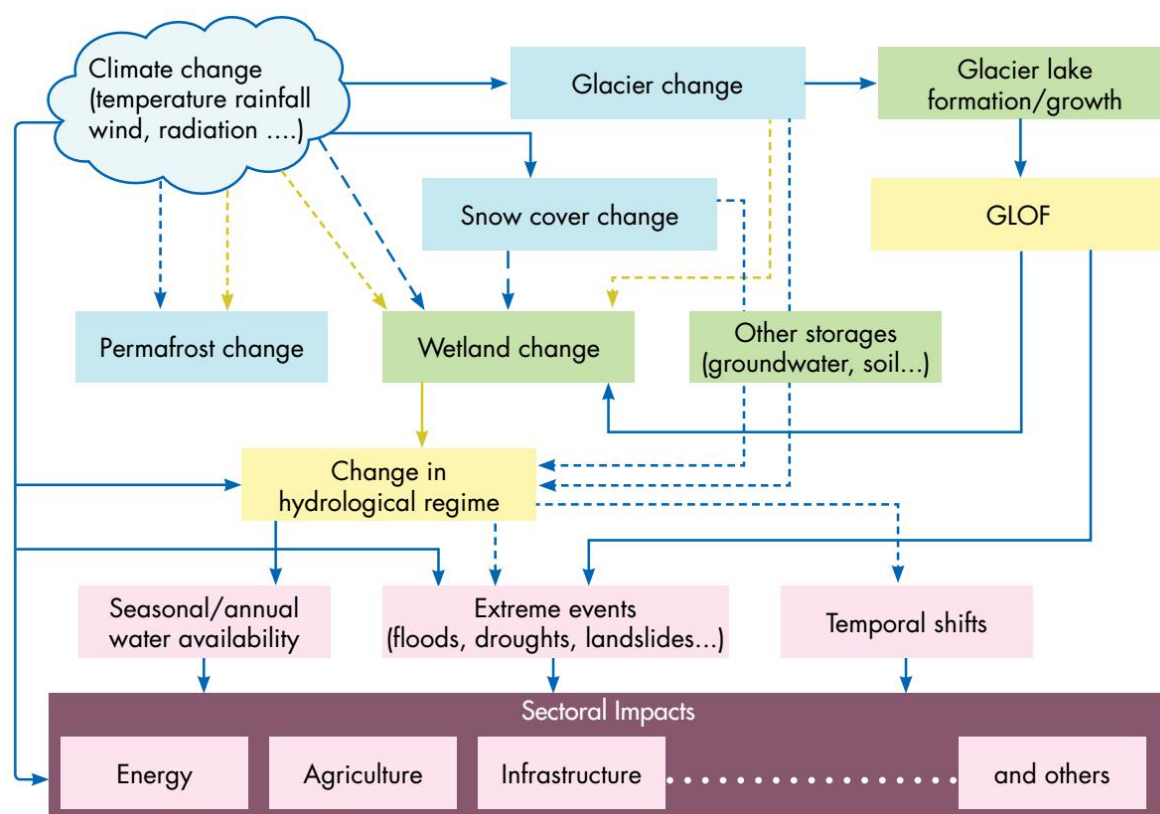 Climate change
(temperature rainfall
wind, radiation ....)
Glacier change
Glacier lake
formation/growth
Snow cover change
GLOF
Permafrost change
Wetland change
Other storages
(groundwater, soil...)
Change in
hydrological regime
Seasonal/annual
water availability
Extreme events
(floods, droughts, landslides...)
Temporal shifts
Sectoral Impacts
Energy
Agriculture
Infrastructure
and others